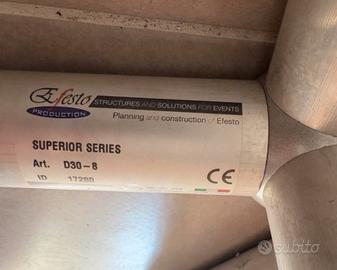 Efesto
PRODUCTION
STRUCTURES AND SOLUTIONS FOR EVENTS
Planning and construction of Efesto
SUPERIOR SERIES
Art. D30-8
ID 17280
CE
subito